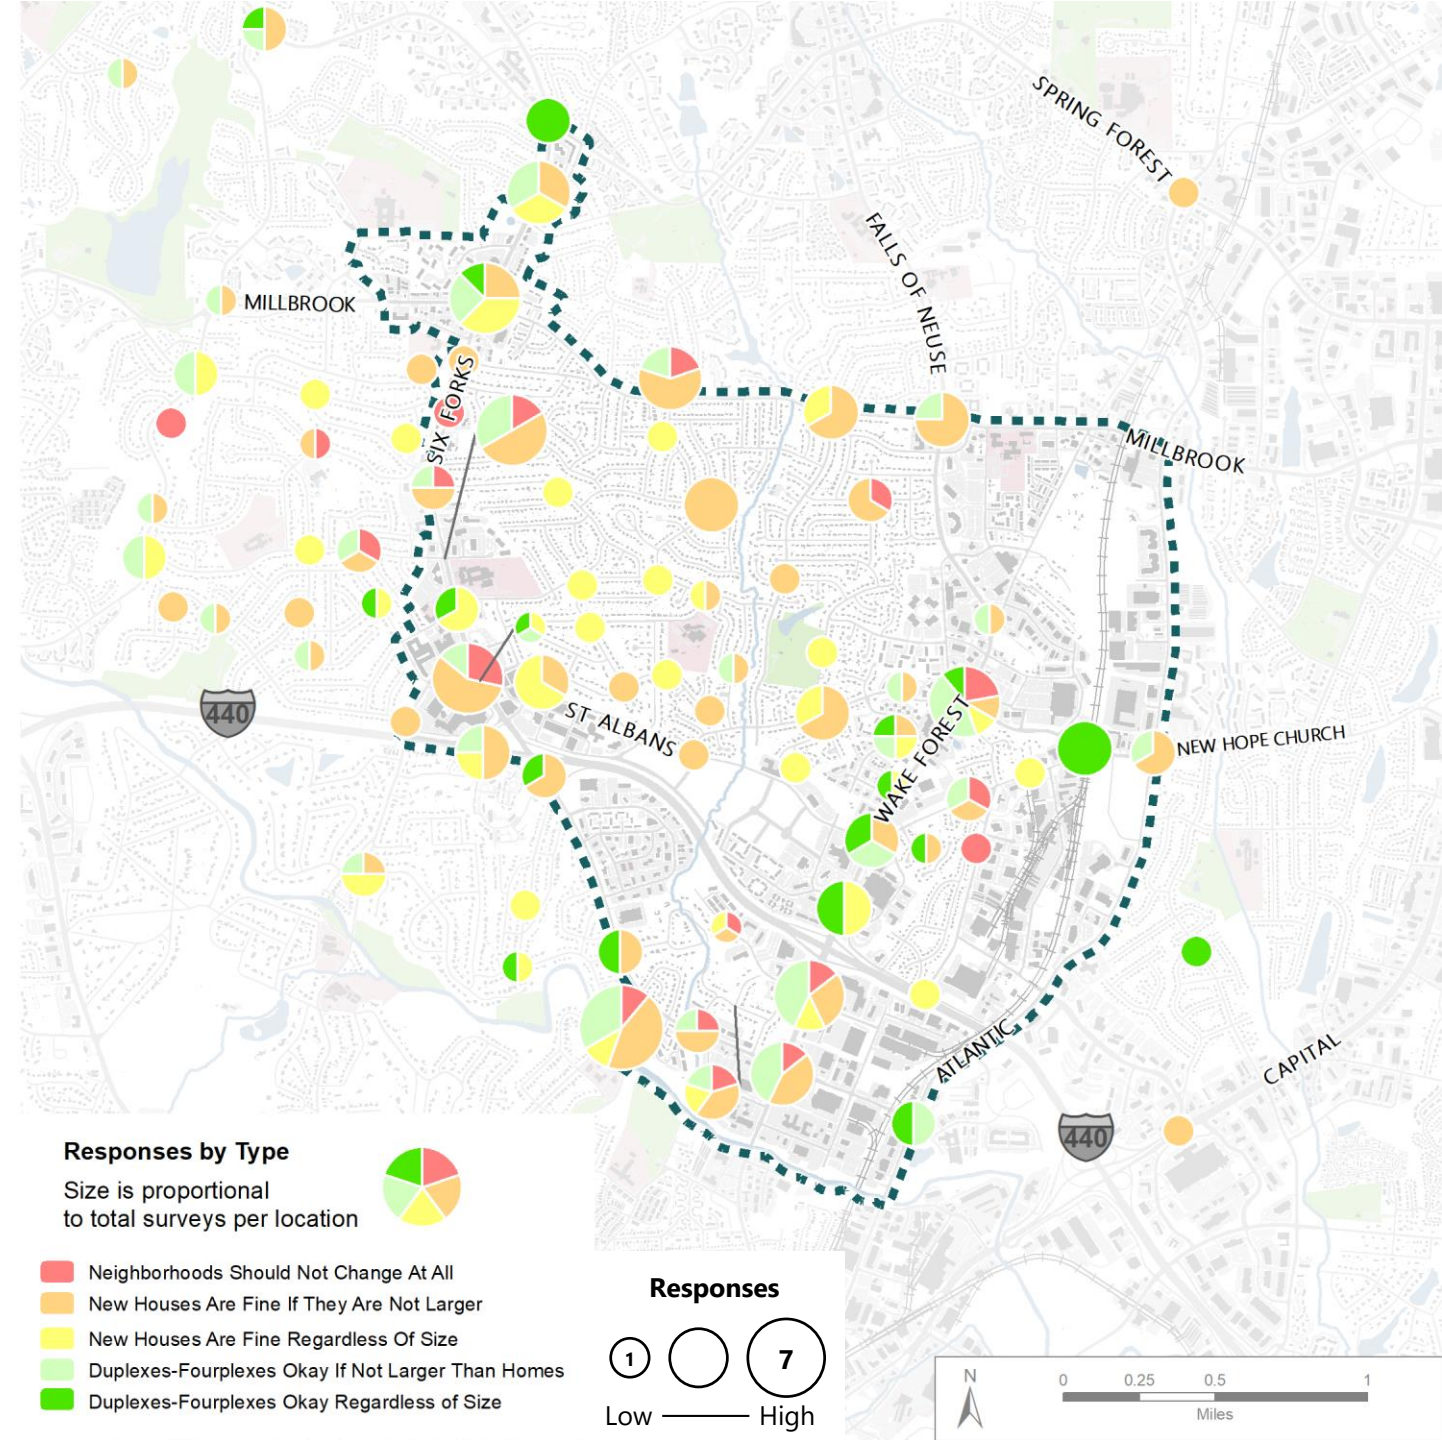 SPRING FOREST
FALLS OF NEUSE
MILLBROOK
SIX FORKS
MILLBROOK
440
ST ALBANS
WAKE FOREST
NEW HOPE CHURCH
ATLANTIC
CAPITAL
440
Responses by Type
Size is proportional
to total surveys per location
Neighborhoods Should Not Change At All
New Houses Are Fine If They Are Not Larger
New Houses Are Fine Regardless Of Size
Duplexes-Fourplexes Okay If Not Larger Than Homes
Duplexes-Fourplexes Okay Regardless of Size
Responses
1 7
Low High
N
0 0.25 0.5 1
Miles